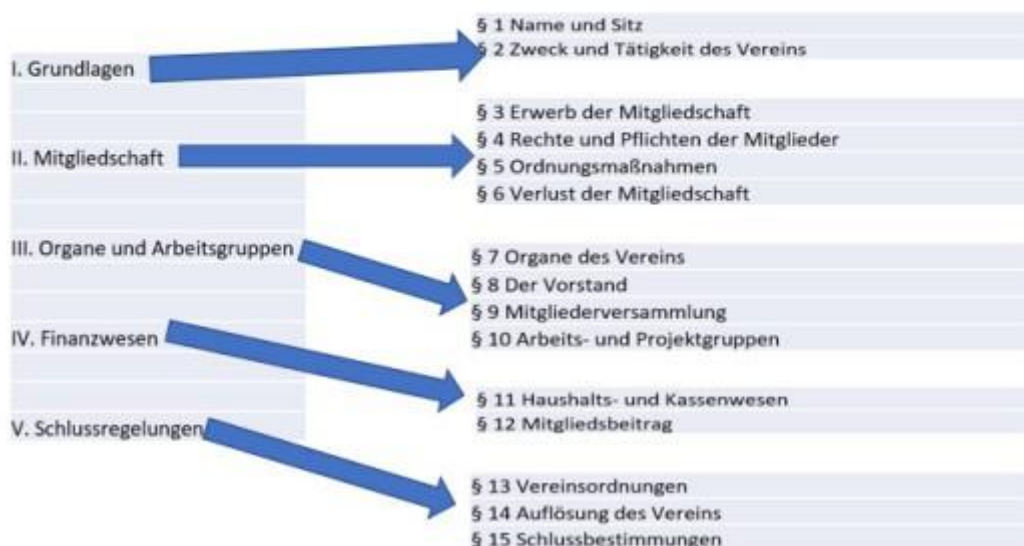 I. Grundlagen
§ 1 Name und Sitz
§ 2 Zweck und Tätigkeit des Vereins
II. Mitgliedschaft
§ 3 Erwerb der Mitgliedschaft
§ 4 Rechte und Pflichten der Mitglieder
§ 5 Ordnungsmaßnahmen
§ 6 Verlust der Mitgliedschaft
III. Organe und Arbeitsgruppen
§ 7 Organe des Vereins
§ 8 Der Vorstand
§ 9 Mitgliederversammlung
§ 10 Arbeits- und Projektgruppen
IV. Finanzwesen
§ 11 Haushalts- und Kassenwesen
§ 12 Mitgliedsbeitrag
V. Schlussregelungen
§ 13 Vereinsordnungen
§ 14 Auflösung des Vereins
§ 15 Schlussbestimmungen